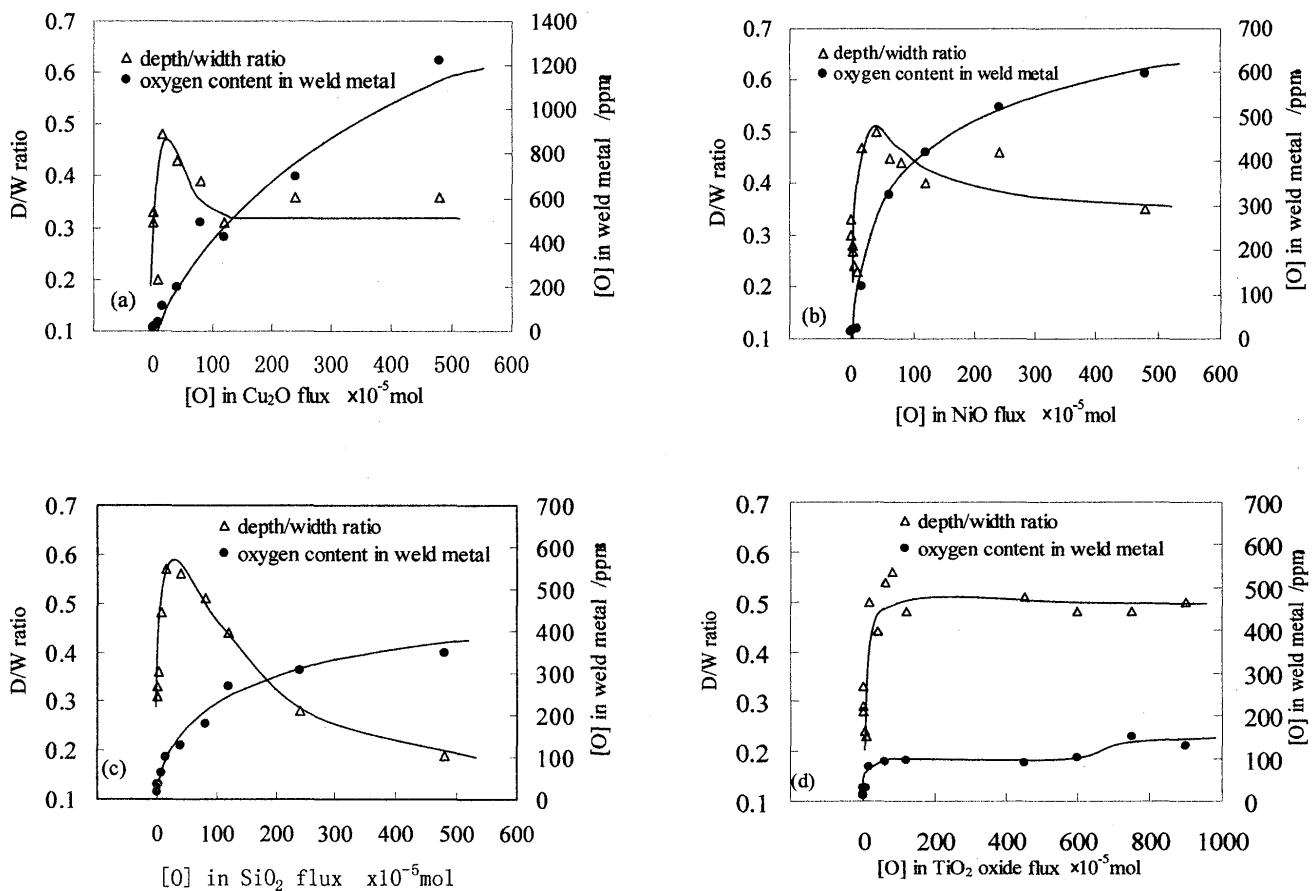 0.7
0.6
0.5
0.4
0.3
0.2
0.1
D/W ratio
△ depth/width ratio
● oxygen content in weld metal
(a)
1400
1200
1000
800
600
400
200
0
[O] in weld metal /ppm
0 100 200 300 400 500 600
[O] in Cu₂O flux ×10⁻⁵mol
0.7
0.6
0.5
0.4
0.3
0.2
0.1
D/W ratio
△ depth/width ratio
● oxygen content in weld metal
(b)
700
600
500
400
300
200
100
0
[O] in weld metal /ppm
0 100 200 300 400 500 600
[O] in NiO flux ×10⁻⁵mol
0.7
0.6
0.5
0.4
0.3
0.2
0.1
D/W ratio
△ depth/width ratio
● oxygen content in weld metal
(c)
700
600
500
400
300
200
100
0
[O] in weld metal /ppm
0 100 200 300 400 500 600
[O] in SiO₂ flux x10⁻⁵mol
0.7
0.6
0.5
0.4
0.3
0.2
0.1
D/W ratio
△ depth/width ratio
● oxygen content in weld metal
(d)
700
600
500
400
300
200
100
0
[O] in weld metal /ppm
0 200 400 600 800 1000
[O] in TiO₂ oxide flux ×10⁻⁵mol